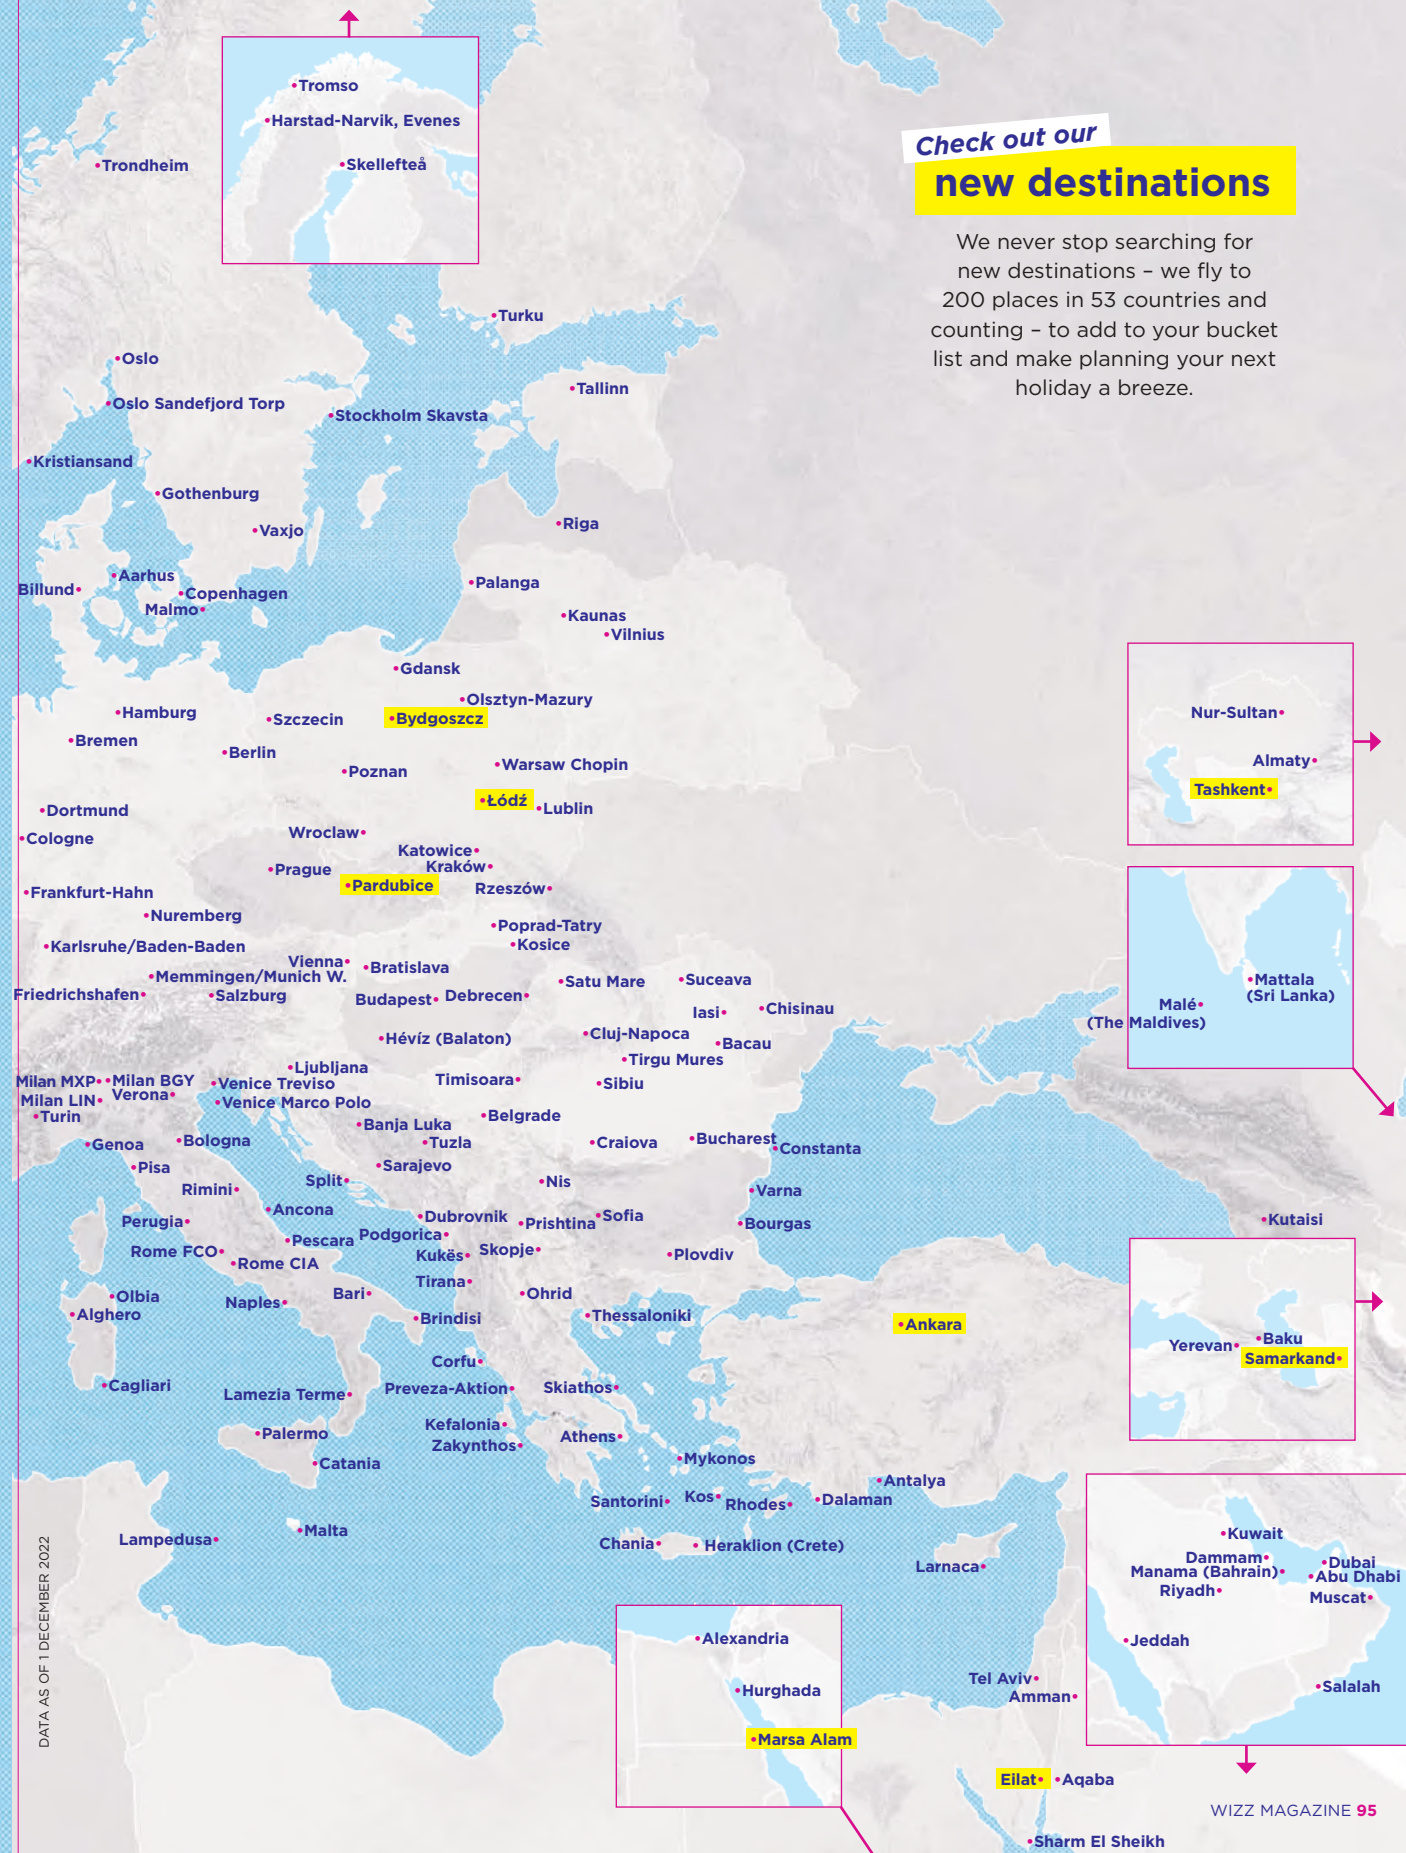 Tromso
Harstad-Narvik, Evenes
Skellefteå
Trondheim
Check out our
new destinations
We never stop searching for
new destinations – we fly to
200 places in 53 countries and
counting – to add to your bucket
list and make planning your next
holiday a breeze.
Turku
Oslo
Tallinn
Oslo Sandefjord Torp
Stockholm Skavsta
Kristiansand
Gothenburg
Riga
Vaxjo
Aarhus
Billund
Copenhagen
Malmo
Palanga
Kaunas
Vilnius
Gdansk
Olsztyn-Mazury
Hamburg
Szczecin
Bydgoszcz
Bremen
Berlin
Poznan
Warsaw Chopin
Łódź
Lublin
Dortmund
Wroclaw
Cologne
Katowice
Kraków
Prague
Pardubice
Rzeszów
Frankfurt-Hahn
Nuremberg
Poprad-Tatry
Kosice
Karlsruhe/Baden-Baden
Vienna
Bratislava
Memmingen/Munich W.
Friedrichshafen
Salzburg
Budapest
Debrecen
Satu Mare
Suceava
Iasi
Chisinau
Hévíz (Balaton)
Cluj-Napoca
Bacau
Tirgu Mures
Ljubljana
Milan MXP
Milan BGY
Venice Treviso
Timisoara
Sibiu
Verona
Milan LIN
Venice Marco Polo
Turin
Banja Luka
Belgrade
Genoa
Bologna
Tuzla
Craiova
Bucharest
Constanta
Pisa
Sarajevo
Rimini
Split
Nis
Varna
Ancona
Perugia
Dubrovnik
Prishtina
Sofia
Bourgas
Pescara
Podgorica
Rome FCO
Kukës
Skopje
Plovdiv
Rome CIA
Tirana
Olbia
Naples
Bari
Ohrid
Alghero
Brindisi
Thessaloniki
Ankara
Corfu
Cagliari
Lamezia Terme
Preveza-Aktion
Skiathos
Palermo
Kefalonia
Zakynthos
Athens
Catania
Mykonos
Antalya
Santorini
Kos
Rhodes
Dalaman
Malta
Lampedusa
Chania
Heraklion (Crete)
Larnaca
Nur-Sultan
Almaty
Tashkent
Mattala
(Sri Lanka)
Malé
(The Maldives)
Kutaisi
Baku
Yerevan
Samarkand
Kuwait
Dammam
Manama (Bahrain)
Riyadh
Dubai
Abu Dhabi
Muscat
Jeddah
Salalah
Alexandria
Hurghada
Marsa Alam
Tel Aviv
Amman
Eilat
Aqaba
Sharm El Sheikh
DATA AS OF 1 DECEMBER 2022
WIZZ MAGAZINE 95